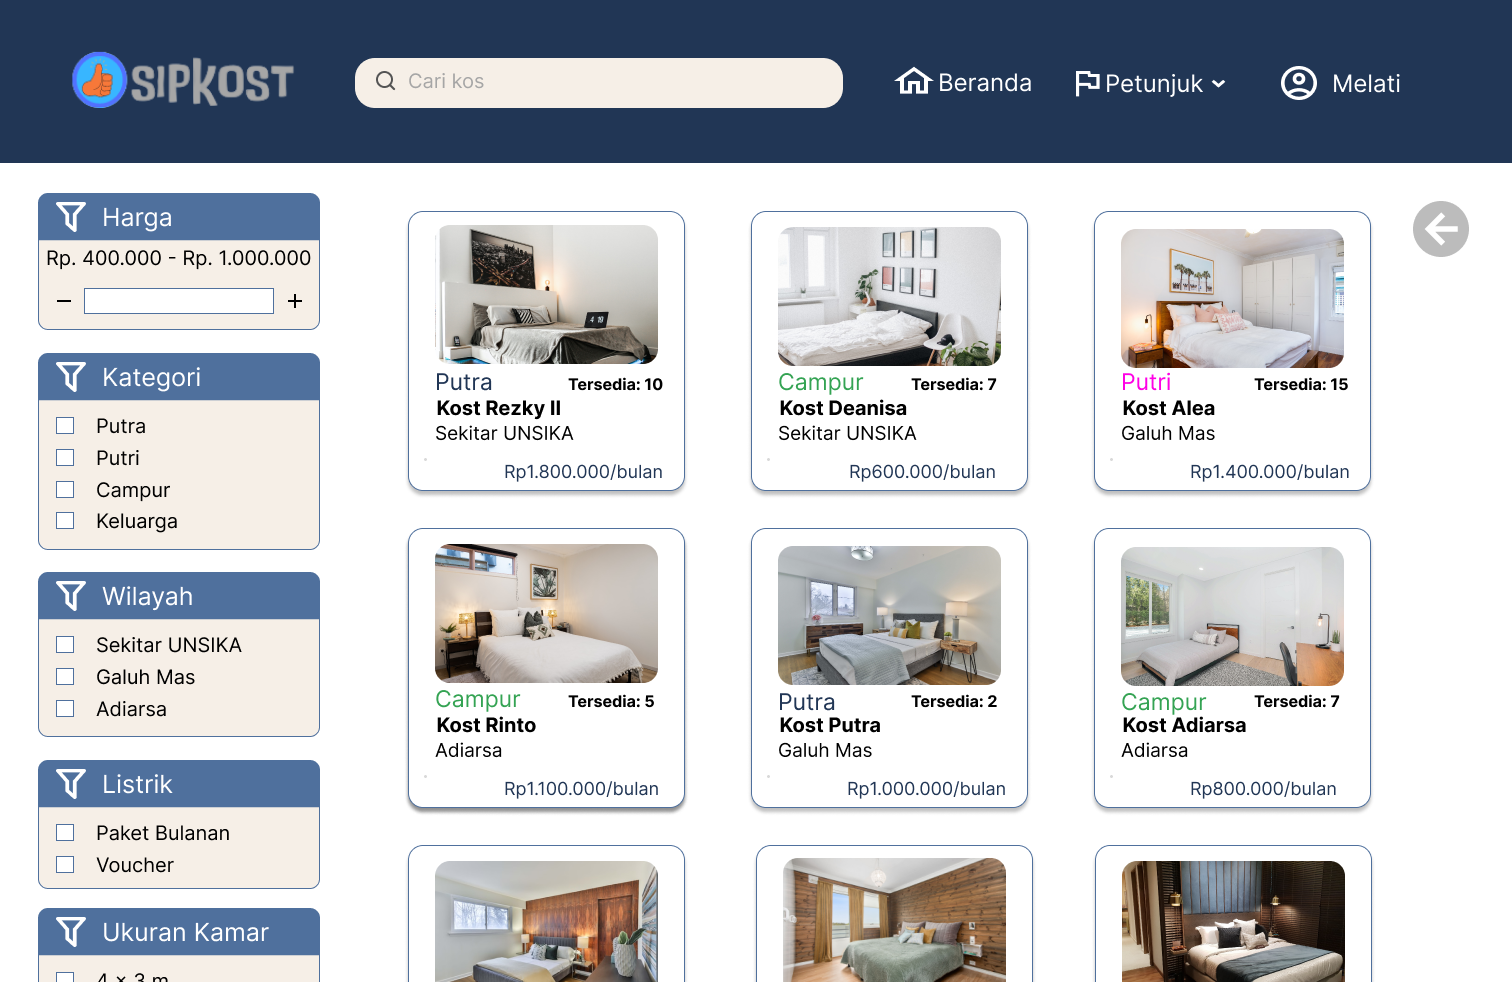 SIPKOST
Cari kos
Beranda
Petunjuk
Melati
Harga
Rp. 400.000 - Rp. 1.000.000
Kategori
Putra
Putri
Campur
Keluarga
Wilayah
Sekitar UNSIKA
Galuh Mas
Adiarsa
Listrik
Paket Bulanan
Voucher
Ukuran Kamar
4 x 3 m
Putra
Tersedia: 10
Kost Rezky II
Sekitar UNSIKA
Rp1.800.000/bulan
Campur
Tersedia: 7
Kost Deanisa
Sekitar UNSIKA
Rp600.000/bulan
Putri
Tersedia: 15
Kost Alea
Galuh Mas
Rp1.400.000/bulan
Campur
Tersedia: 5
Kost Rinto
Adiarsa
Rp1.100.000/bulan
Putra
Tersedia: 2
Kost Putra
Galuh Mas
Rp1.000.000/bulan
Campur
Tersedia: 7
Kost Adiarsa
Adiarsa
Rp800.000/bulan